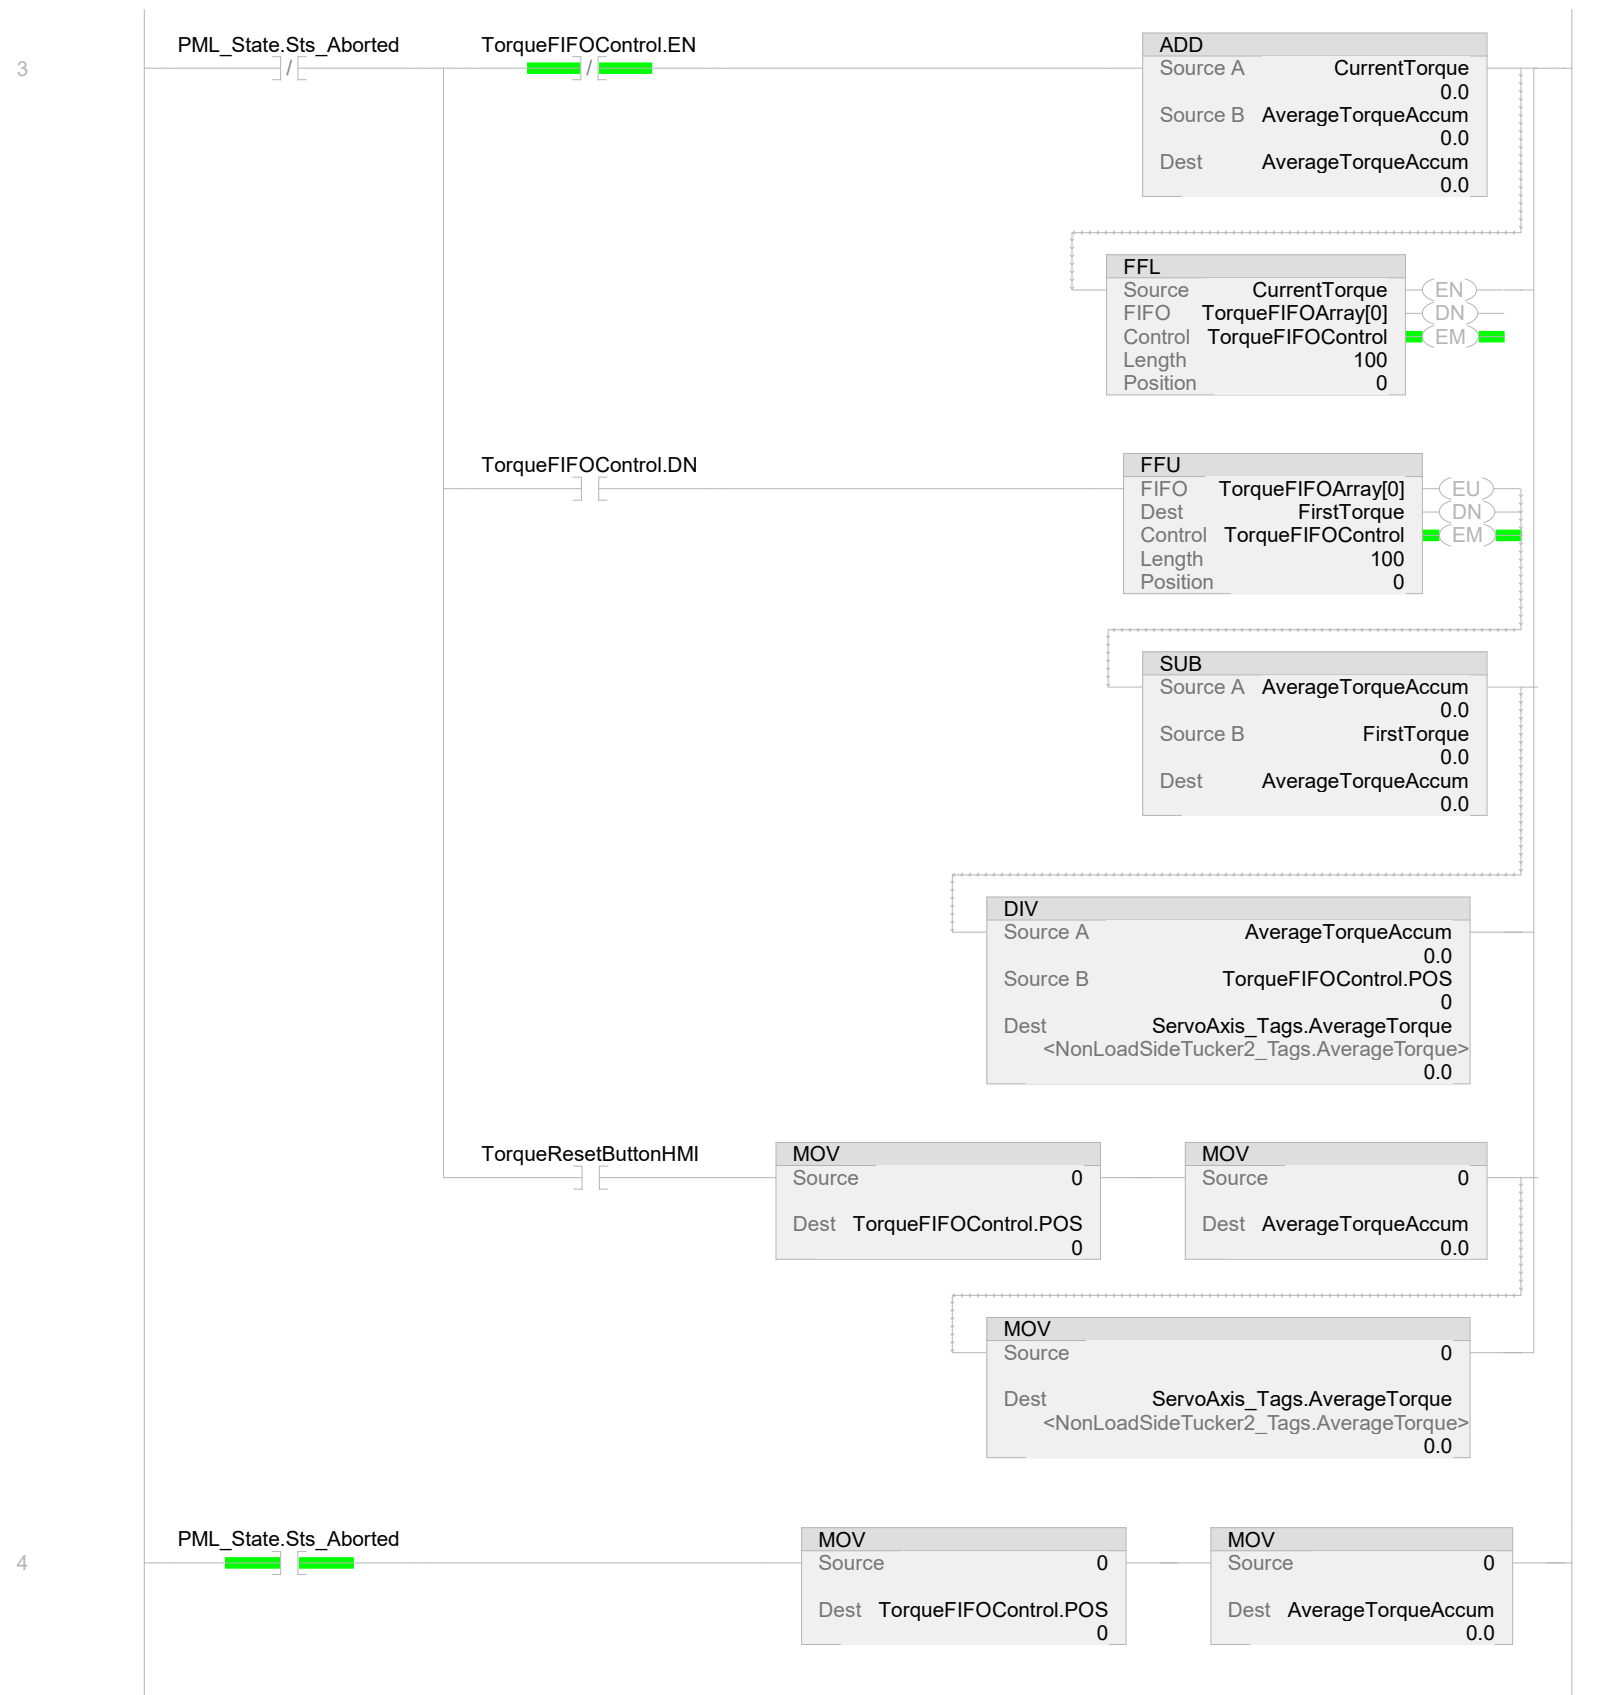 3
PML_State.Sts_Aborted
/
TorqueFIFOControl.EN
/
ADD
Source A CurrentTorque
0.0
Source B AverageTorqueAccum
0.0
Dest AverageTorqueAccum
0.0
FFL
Source CurrentTorque
FIFO TorqueFIFOArray[0]
Control TorqueFIFOControl
Length 100
Position 0
EN
DN
EM
TorqueFIFOControl.DN
FFU
FIFO TorqueFIFOArray[0]
Dest FirstTorque
Control TorqueFIFOControl
Length 100
Position 0
EU
DN
EM
SUB
Source A AverageTorqueAccum
0.0
Source B FirstTorque
0.0
Dest AverageTorqueAccum
0.0
DIV
Source A AverageTorqueAccum
0.0
Source B TorqueFIFOControl.POS
0
Dest ServoAxis_Tags.AverageTorque
<NonLoadSideTucker2_Tags.AverageTorque>
0.0
TorqueResetButtonHMI
MOV
Source 0
Dest TorqueFIFOControl.POS
0
MOV
Source 0
Dest AverageTorqueAccum
0.0
MOV
Source 0
Dest ServoAxis_Tags.AverageTorque
<NonLoadSideTucker2_Tags.AverageTorque>
0.0
4
PML_State.Sts_Aborted
MOV
Source 0
Dest TorqueFIFOControl.POS
0
MOV
Source 0
Dest AverageTorqueAccum
0.0